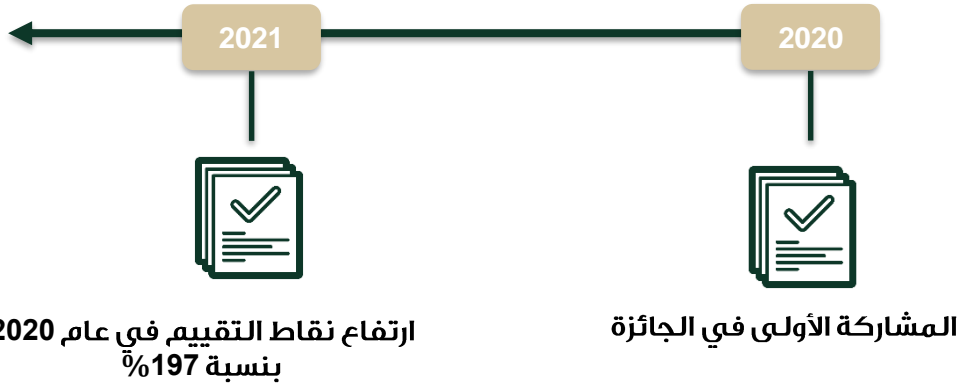 2020
2021
المشاركة الأولى في الجائزة
ارتفاع نقاط التقييم في عام 2020
بنسبة 197%